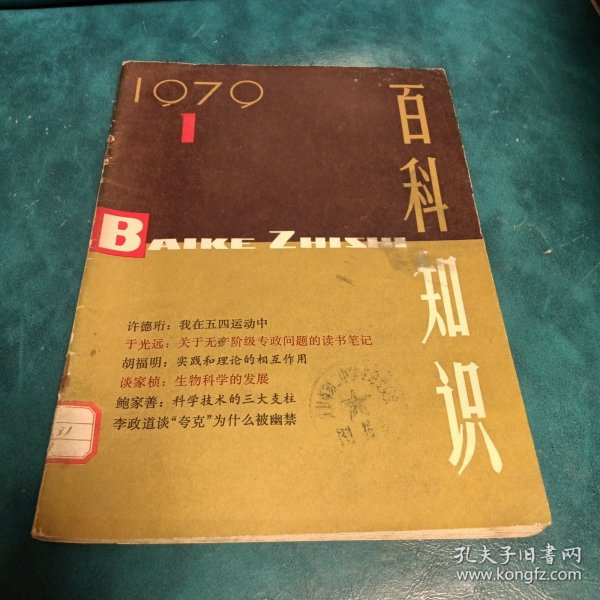 1979
1
百科知识
BAIKE ZHISHI
许德珩：我在五四运动中
于光远：关于无产阶级专政问题的读书笔记
胡福明：实践和理论的相互作用
谈家桢：生物科学的发展
鲍家善：科学技术的三大支柱
李政道谈“夸克”为什么被幽禁
31
孔夫子旧书网
www.kongfz.com